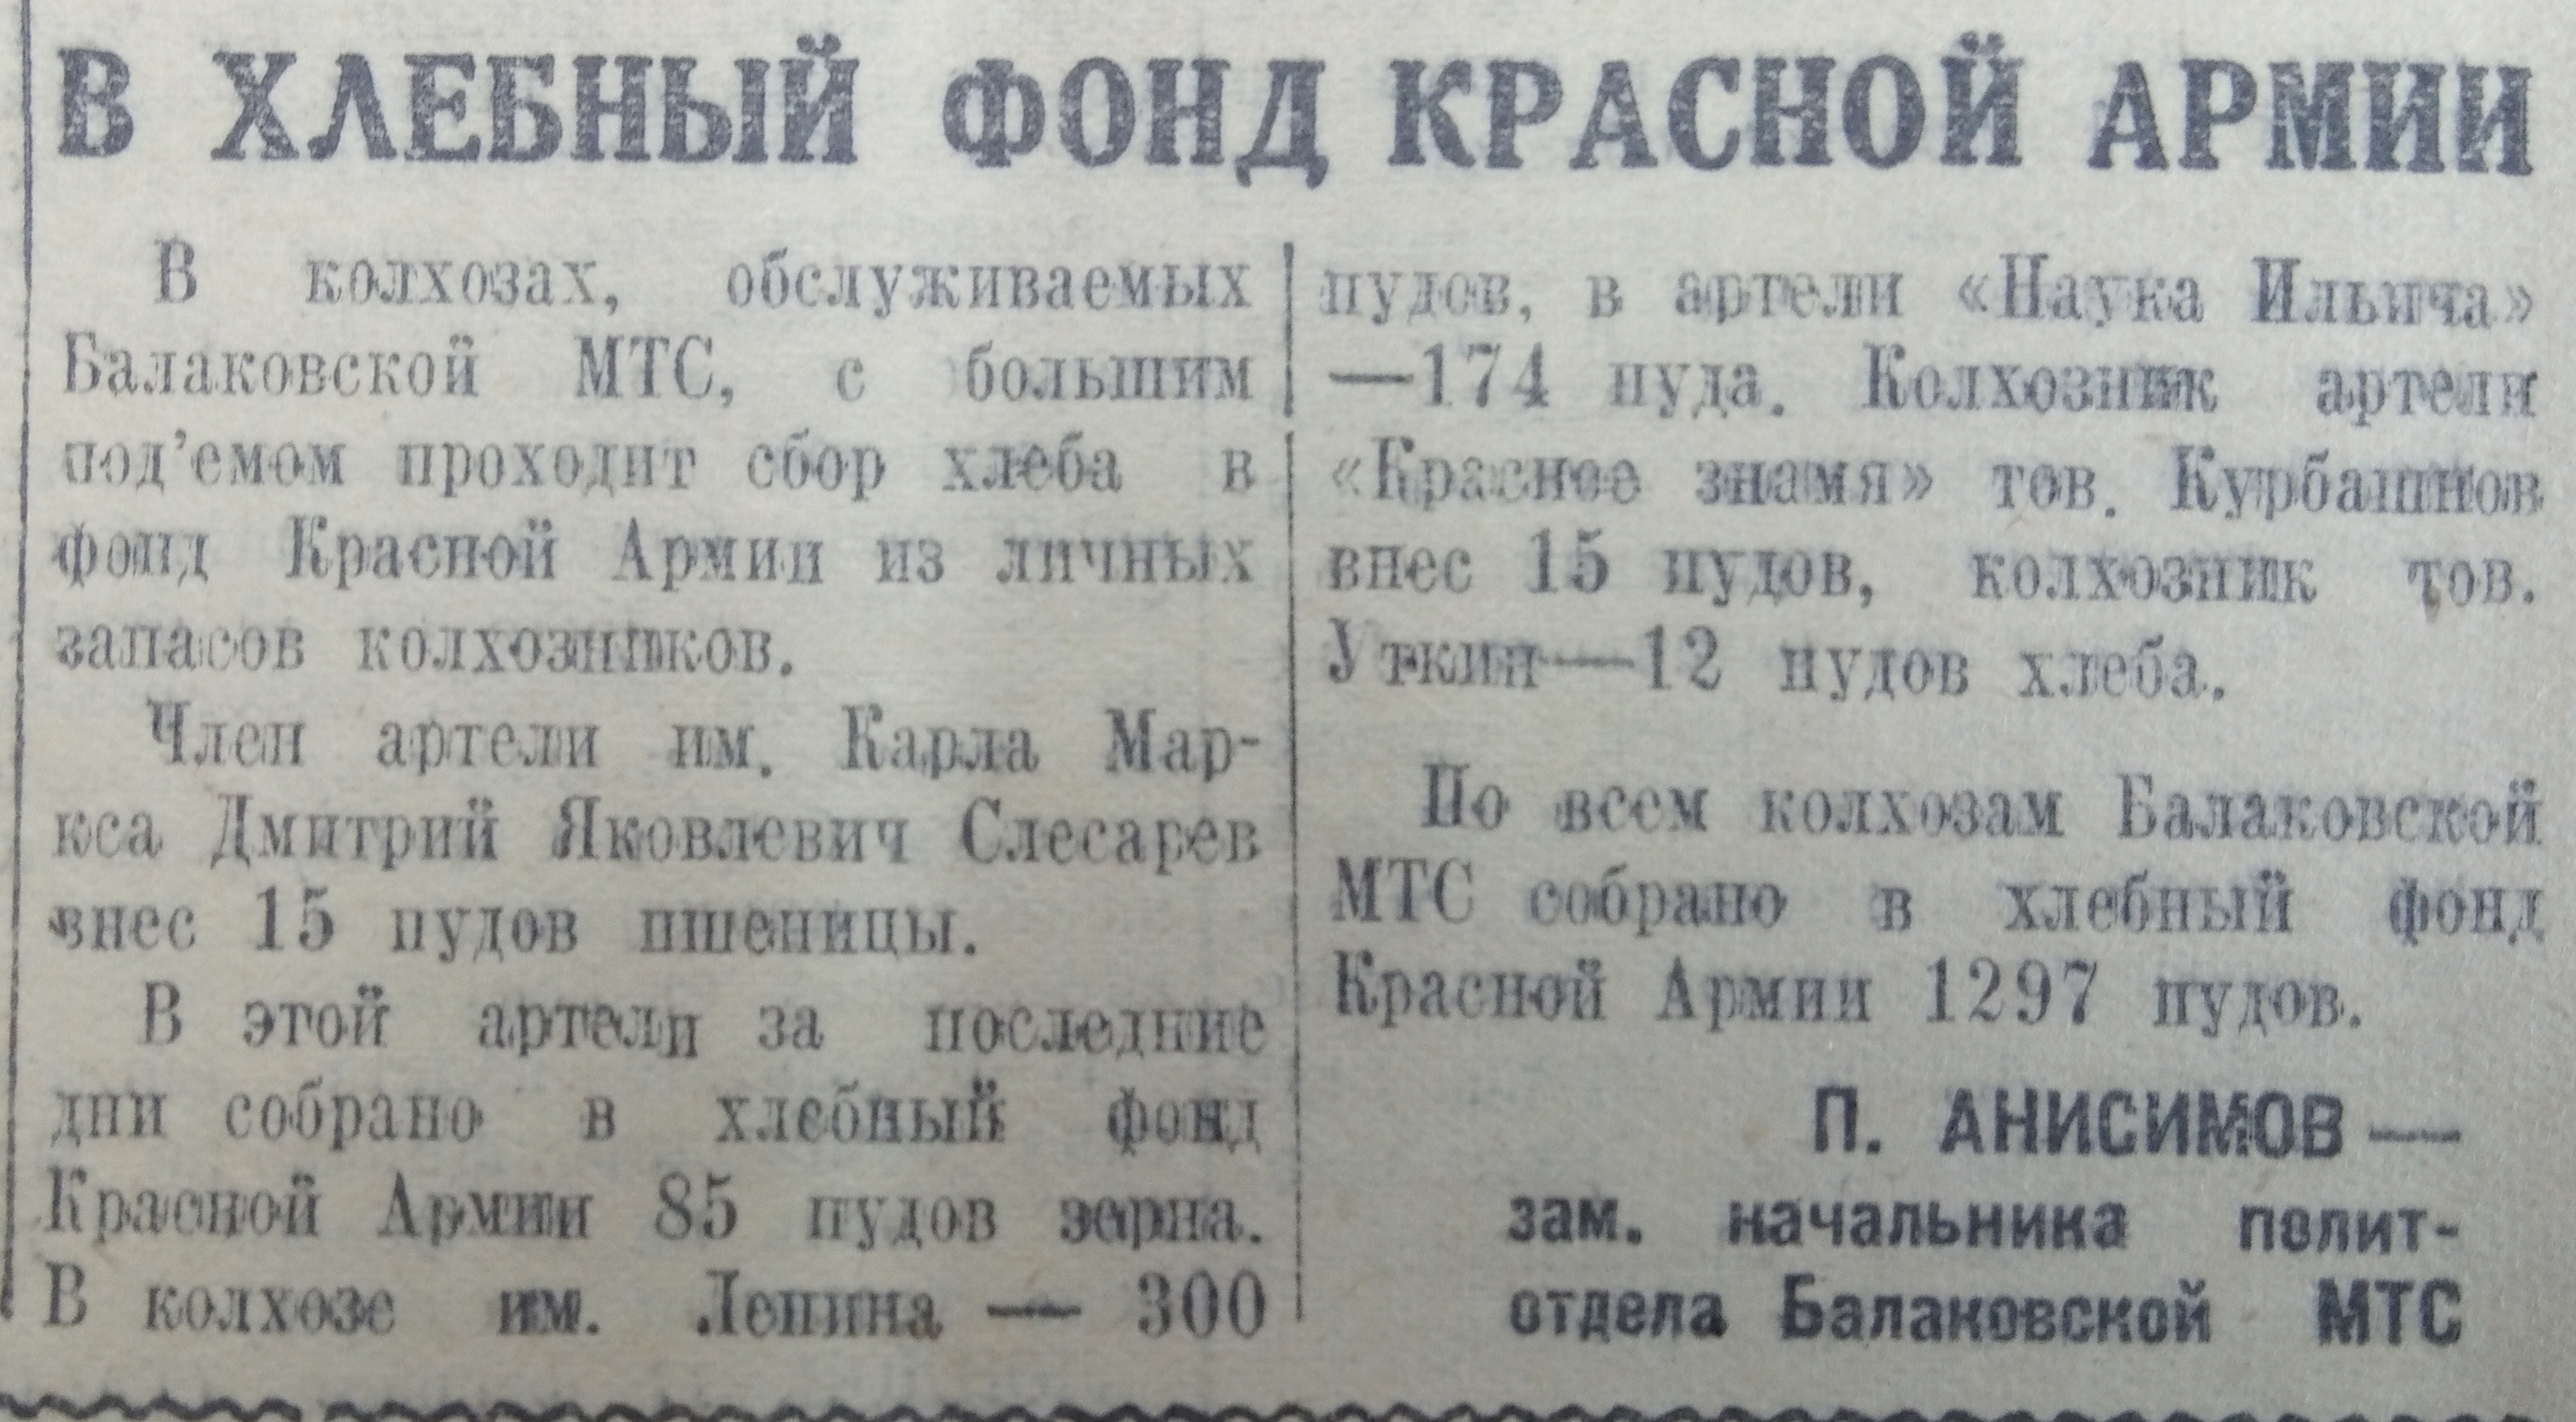 В ХЛЕБНЫЙ ФОНД КРАСНОЙ АРМИИ
В колхозах, обслуживаемых
Балаковской МТС, с большим
под’емом проходит сбор хлеба в
фонд Красной Армии из личных
запасов колхозников.
Член артели им. Карла Мар-
кса Дмитрий Яковлевич Слесарев
внес 15 пудов пшеницы.
В этой артели за последние
дни собрано в хлебный фонд
Красной Армии 85 пудов зерна.
В колхозе им. Ленина — 300
пудов, в артели «Наука Ильича»
—174 пуда. Колхозник артели
«Красное знамя» тов. Курбашнов
внес 15 пудов, колхозник тов.
Уткин—12 пудов хлеба.
По всем колхозам Балаковской
МТС собрано в хлебный фонд
Красной Армии 1297 пудов.
П. АНИСИМОВ —
зам. начальника полит-
отдела Балаковской МТС